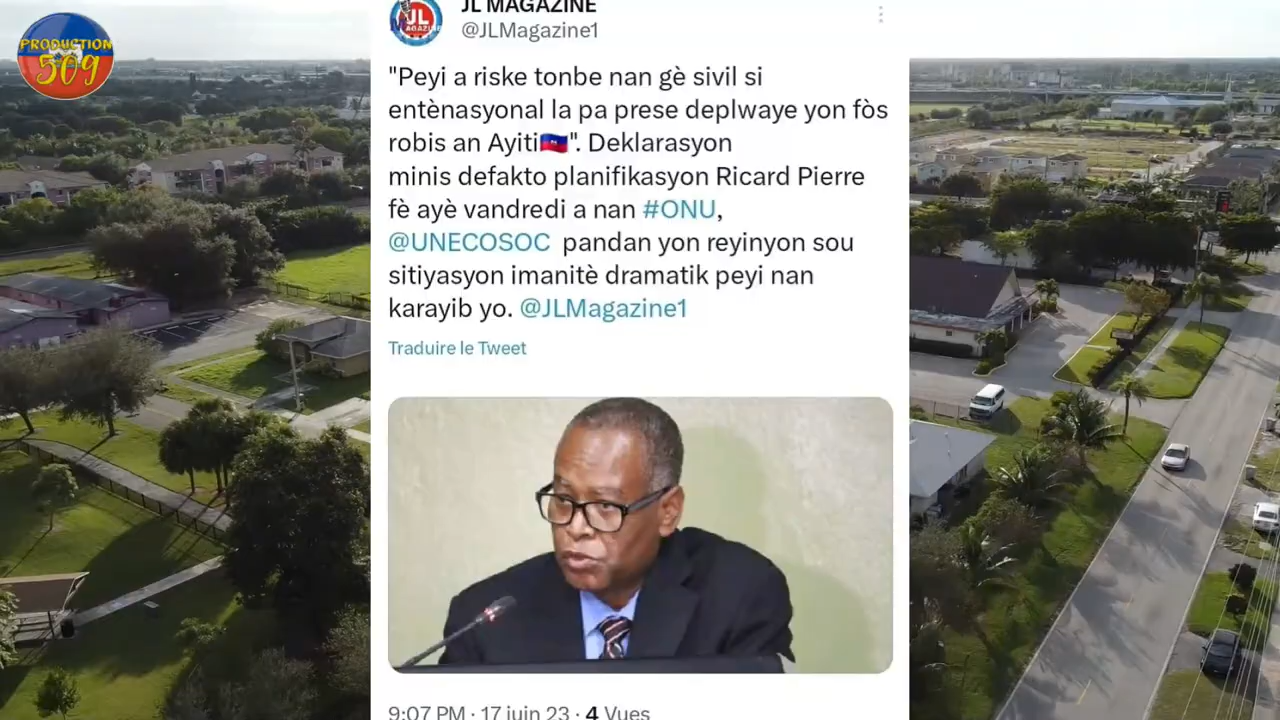 PRODUCTION
509
JL MAGAZINE
@JLMagazine1
JL
MAGAZINE
"Peyi a riske tonbe nan gè sivil si
entènasyonal la pa prese deplwaye yon fòs
robis an Ayiti🇭🇹". Deklarasyon
minis defakto planifikasyon Ricard Pierre
fè ayè vandredi a nan #ONU,
@UNECOSOC pandan yon reyinyon sou
sitiyasyon imanitè dramatik peyi nan
karayib yo. @JLMagazine1
Traduire le Tweet
9:07 PM · 17 juin 23 · 4 Vues